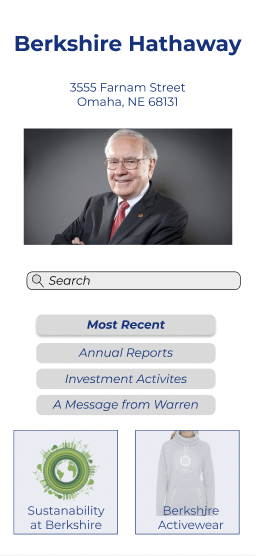 Berkshire Hathaway
3555 Farnam Street
Omaha, NE 68131
Search
Most Recent
Annual Reports
Investment Activites
A Message from Warren
Sustanability
at Berkshire
Berkshire
Activewear